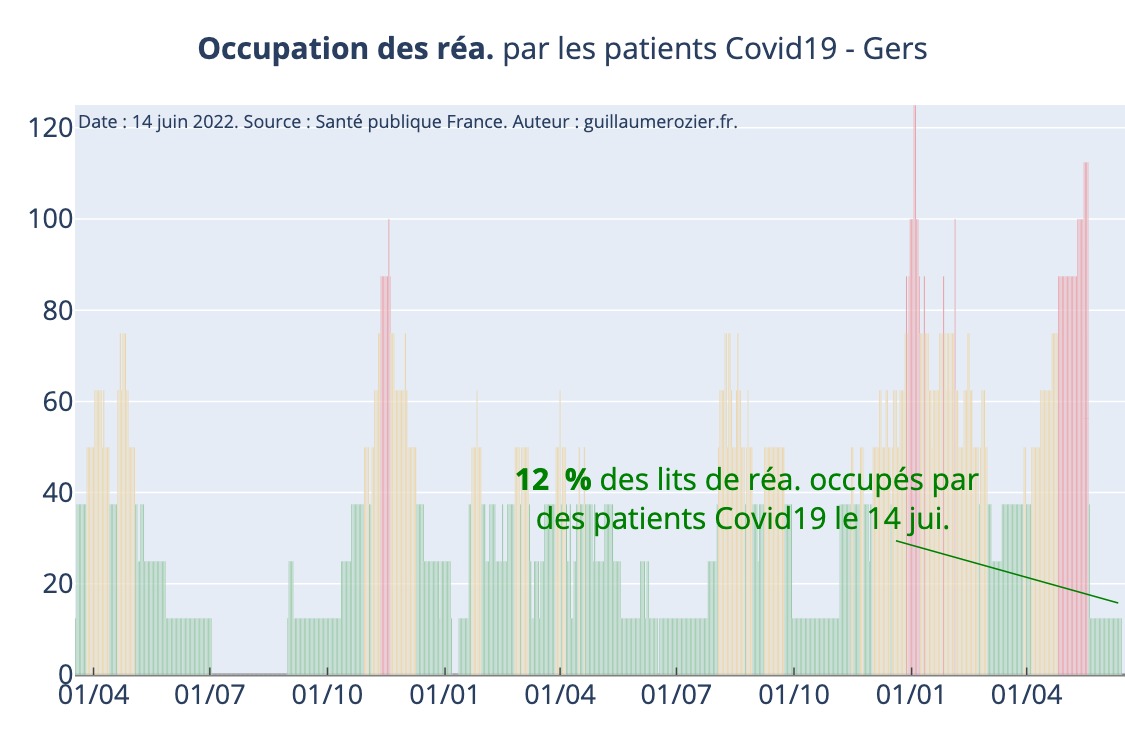 Occupation des réa. par les patients Covid19 - Gers
Date : 14 juin 2022. Source : Santé publique France. Auteur : guillaumerozier.fr.
120
100
80
60
40
20
0
12 % des lits de réa. occupés par
des patients Covid19 le 14 jui.
01/04 01/07 01/10 01/01 01/04 01/07 01/10 01/01 01/04